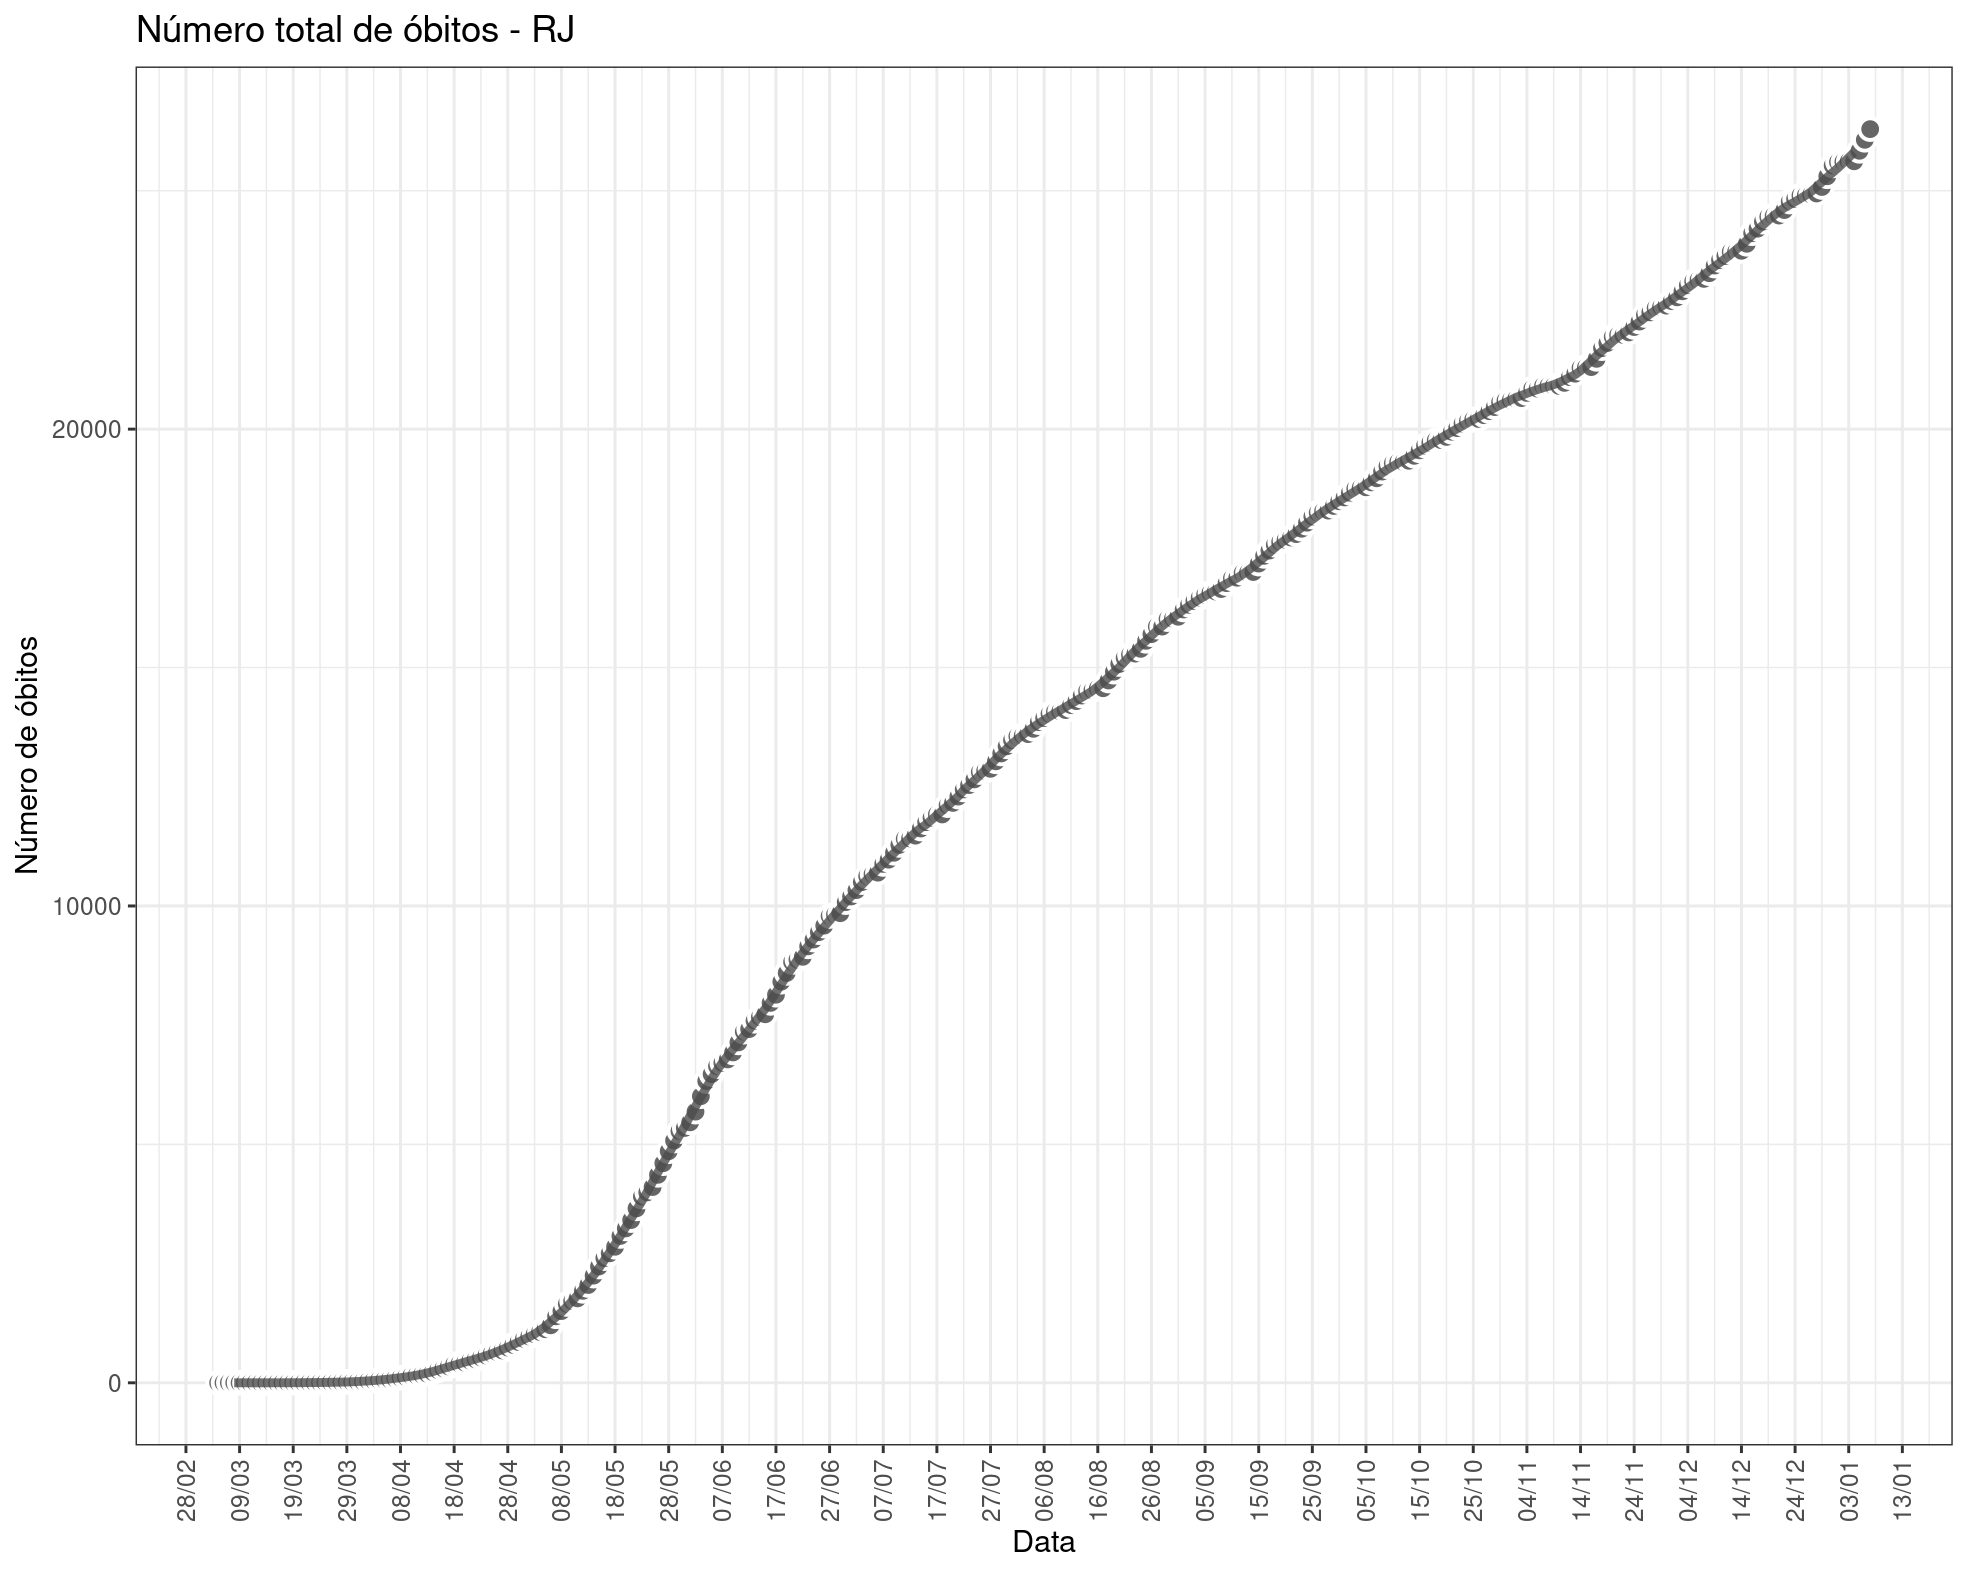 Número total de óbitos - RJ
Número de óbitos
20000
10000
0
28/02 09/03 19/03 29/03 08/04 18/04 28/04 08/05 18/05 28/05 07/06 17/06 27/06 07/07 17/07 27/07 06/08 16/08 26/08 05/09 15/09 25/09 05/10 15/10 25/10 04/11 14/11 24/11 04/12 14/12 24/12 03/01 13/01
Data